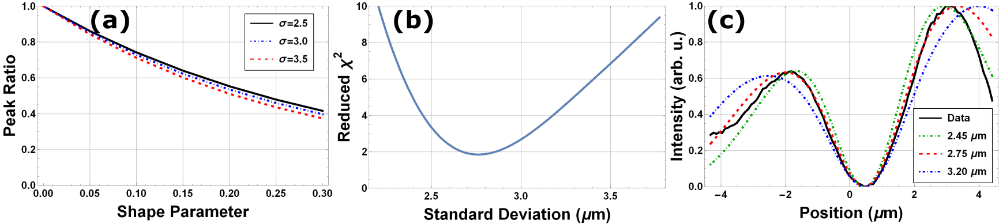 (a)
Peak Ratio
1.0
0.8
0.6
0.4
0.2
0.0
σ=2.5
σ=3.0
σ=3.5
0.00 0.05 0.10 0.15 0.20 0.25 0.30
Shape Parameter
(b)
Reduced χ²
10
8
6
4
2
0
2.5 3.0 3.5
Standard Deviation (μm)
(c)
Intensity (arb. u.)
1.0
0.8
0.6
0.4
0.2
0.0
Data
2.45 μm
2.75 μm
3.20 μm
−4 −2 0 2 4
Position (μm)